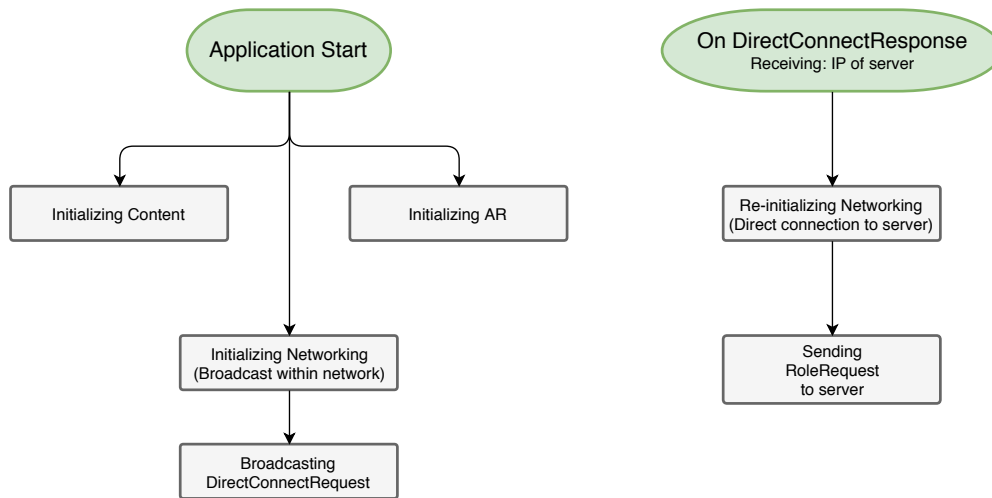 Application Start
Initializing Content
Initializing AR
Initializing Networking
(Broadcast within network)
Broadcasting
DirectConnectRequest
On DirectConnectResponse
Receiving: IP of server
Re-initializing Networking
(Direct connection to server)
Sending
RoleRequest
to server